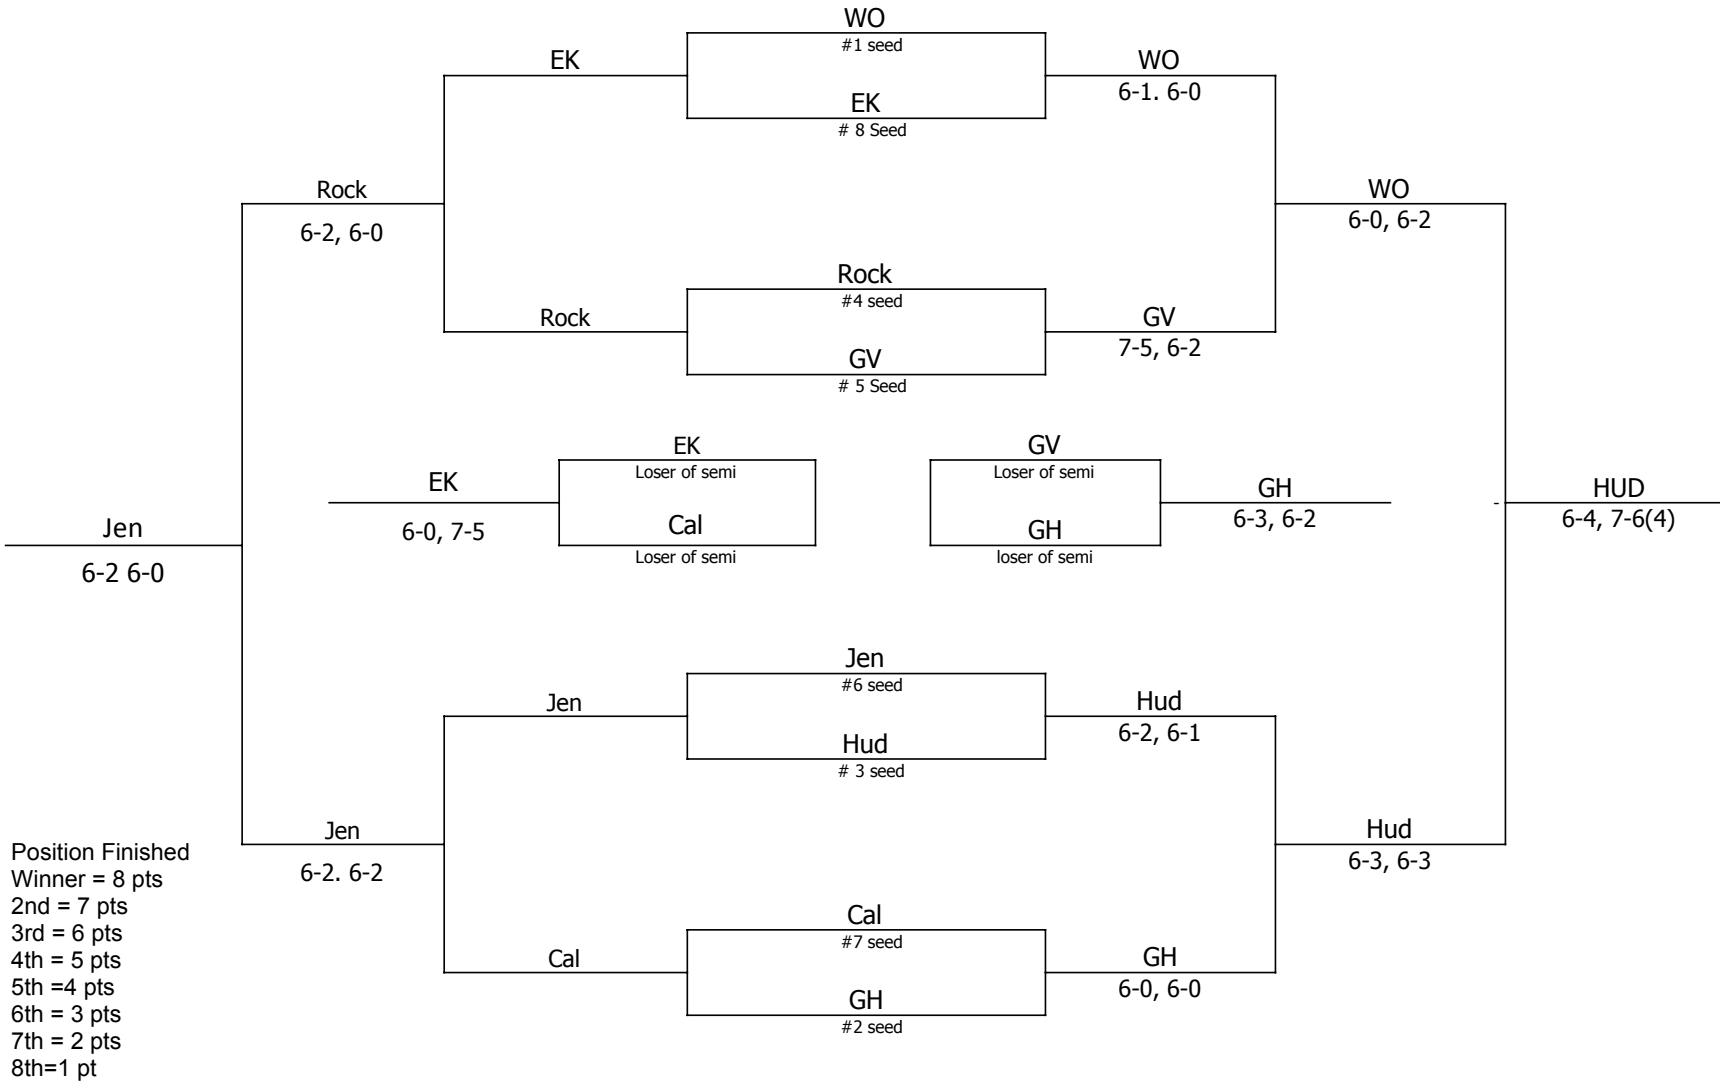 WO
#1 seed
EK
WO
6-1. 6-0
EK
# 8 Seed
Rock
6-2, 6-0
WO
6-0, 6-2
Rock
#4 seed
Rock
GV
7-5, 6-2
GV
# 5 Seed
EK
Loser of semi
GV
Loser of semi
EK
6-0, 7-5
GH
6-3, 6-2
-
HUD
6-4, 7-6(4)
Cal
Loser of semi
GH
loser of semi
Jen
6-2 6-0
Jen
#6 seed
Jen
Hud
6-2, 6-1
Hud
# 3 seed
Jen
6-2. 6-2
Hud
6-3, 6-3
Cal
#7 seed
Cal
GH
6-0, 6-0
GH
#2 seed
Position Finished
Winner = 8 pts
2nd = 7 pts
3rd = 6 pts
4th = 5 pts
5th =4 pts
6th = 3 pts
7th = 2 pts
8th=1 pt